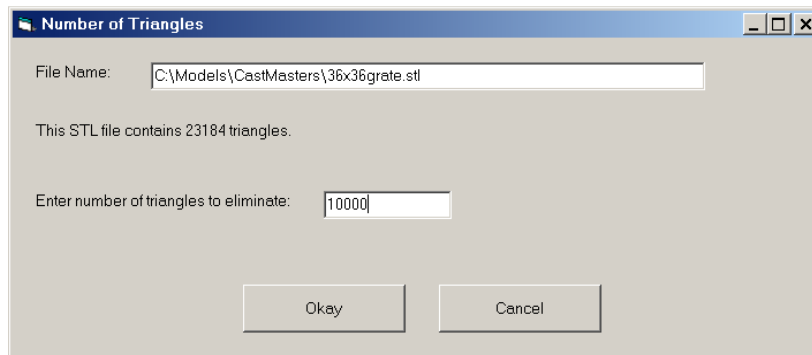 Number of Triangles
File Name: C:\Models\CastMasters\36x36grate.stl
This STL file contains 23184 triangles.
Enter number of triangles to eliminate: 10000
Okay Cancel